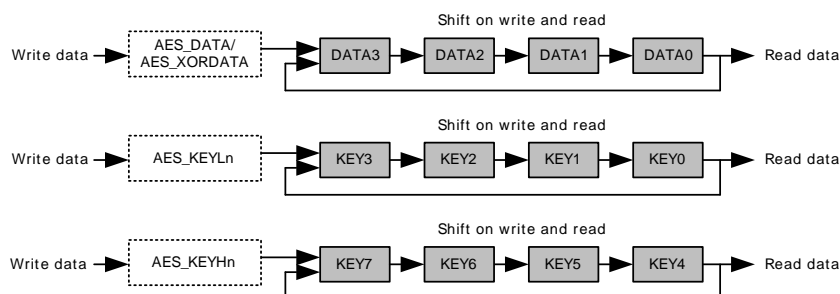 Shift on write and read
Write data
AES_DATA/
AES_XORDATA
DATA3
DATA2
DATA1
DATA0
Read data
Shift on write and read
Write data
AES_KEYLn
KEY3
KEY2
KEY1
KEY0
Read data
Shift on write and read
Write data
AES_KEYHn
KEY7
KEY6
KEY5
KEY4
Read data